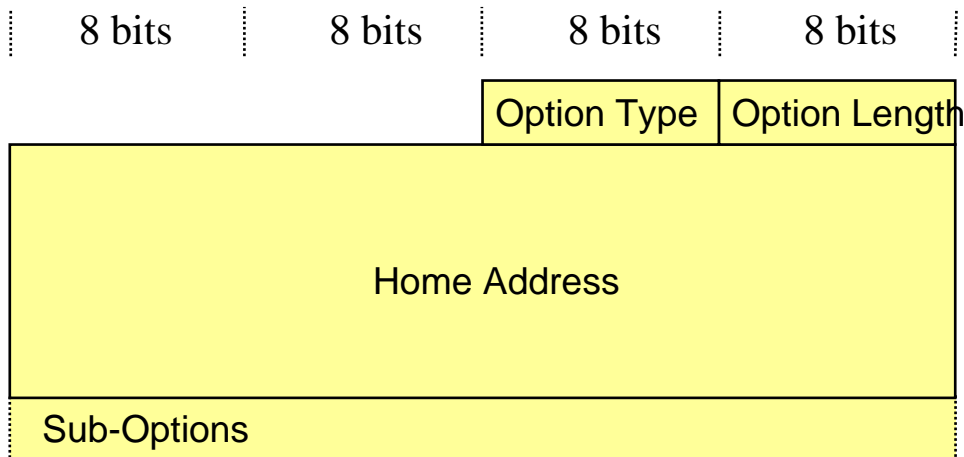 8 bits 8 bits 8 bits 8 bits
Option Type Option Length
Home Address
Sub-Options